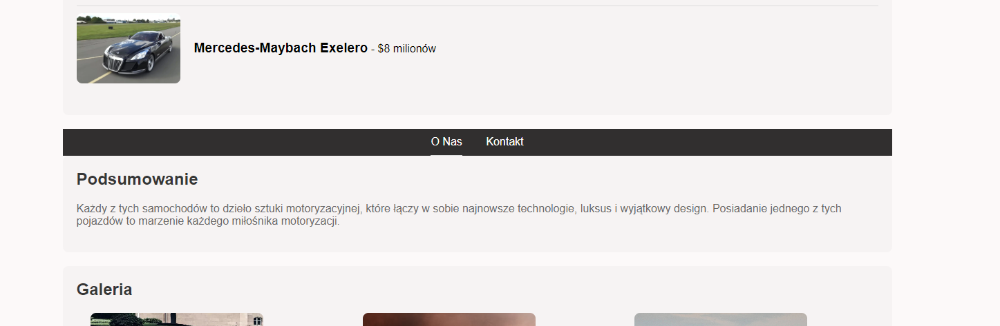 Mercedes-Maybach Exelero - $8 milionów
O Nas Kontakt
Podsumowanie
Każdy z tych samochodów to dzieło sztuki motoryzacyjnej, które łączy w sobie najnowsze technologie, luksus i wyjątkowy design. Posiadanie jednego z tych
pojazdów to marzenie każdego miłośnika motoryzacji.
Galeria